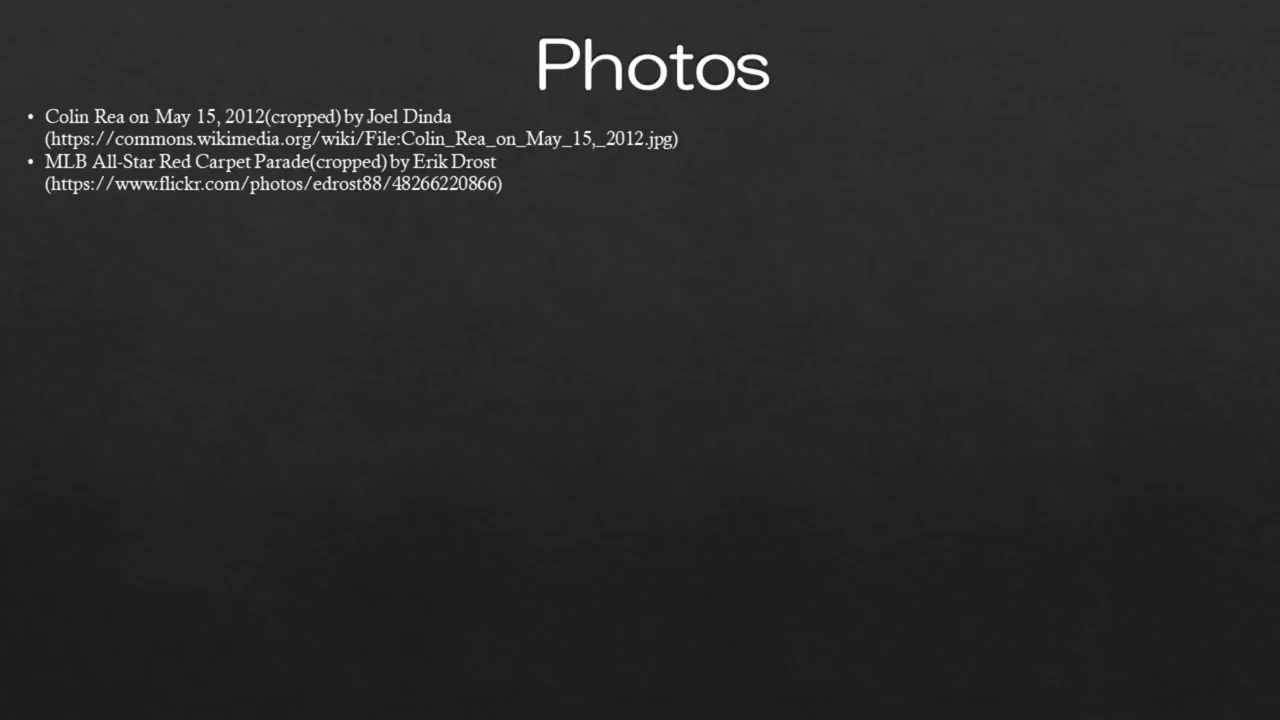 Photos
• Colin Rea on May 15, 2012(cropped) by Joel Dinda
(https://commons.wikimedia.org/wiki/File:Colin_Rea_on_May_15,_2012.jpg)
• MLB All-Star Red Carpet Parade(cropped) by Erik Drost
(https://www.flickr.com/photos/edrost88/48266220866)